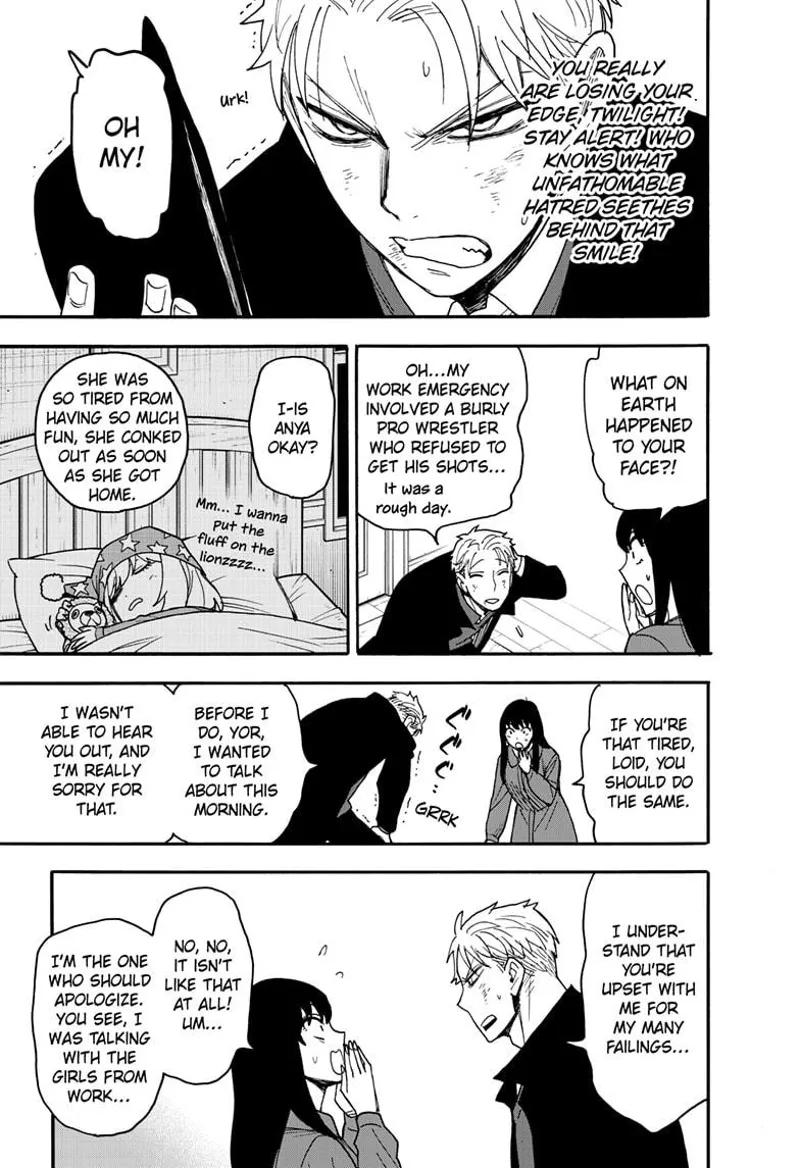 YOU REALLY
ARE LOSING YOUR
EDGE, TWILIGHT!
STAY ALERT! WHO
KNOWS WHAT
UNFATHOMABLE
HATRED SEETHES
BEHIND THAT
SMILE!
Urk!
OH
MY!
WHAT ON
EARTH
HAPPENED
TO YOUR
FACE?!
OH...MY
WORK EMERGENCY
INVOLVED A BURLY
PRO WRESTLER
WHO REFUSED TO
GET HIS SHOTS...
It was a
rough day.
I-IS
ANYA
OKAY?
SHE WAS
SO TIRED FROM
HAVING SO MUCH
FUN, SHE CONKED
OUT AS SOON
AS SHE GOT
HOME.
Mm... I wanna
put the
fluff on the
lionzzzz...
IF YOU'RE
THAT TIRED,
LOID, YOU
SHOULD DO
THE SAME.
GRRK
BEFORE I
DO, YOR,
I WANTED
TO TALK
ABOUT THIS
MORNING.
I WASN'T
ABLE TO HEAR
YOU OUT, AND
I'M REALLY
SORRY FOR
THAT.
I UNDER-
STAND THAT
YOU'RE
UPSET WITH
ME FOR
MY MANY
FAILINGS...
NO, NO,
IT ISN'T
LIKE THAT
AT ALL!
UM...
I'M THE ONE
WHO SHOULD
APOLOGIZE.
YOU SEE, I
WAS TALKING
WITH THE
GIRLS FROM
WORK...